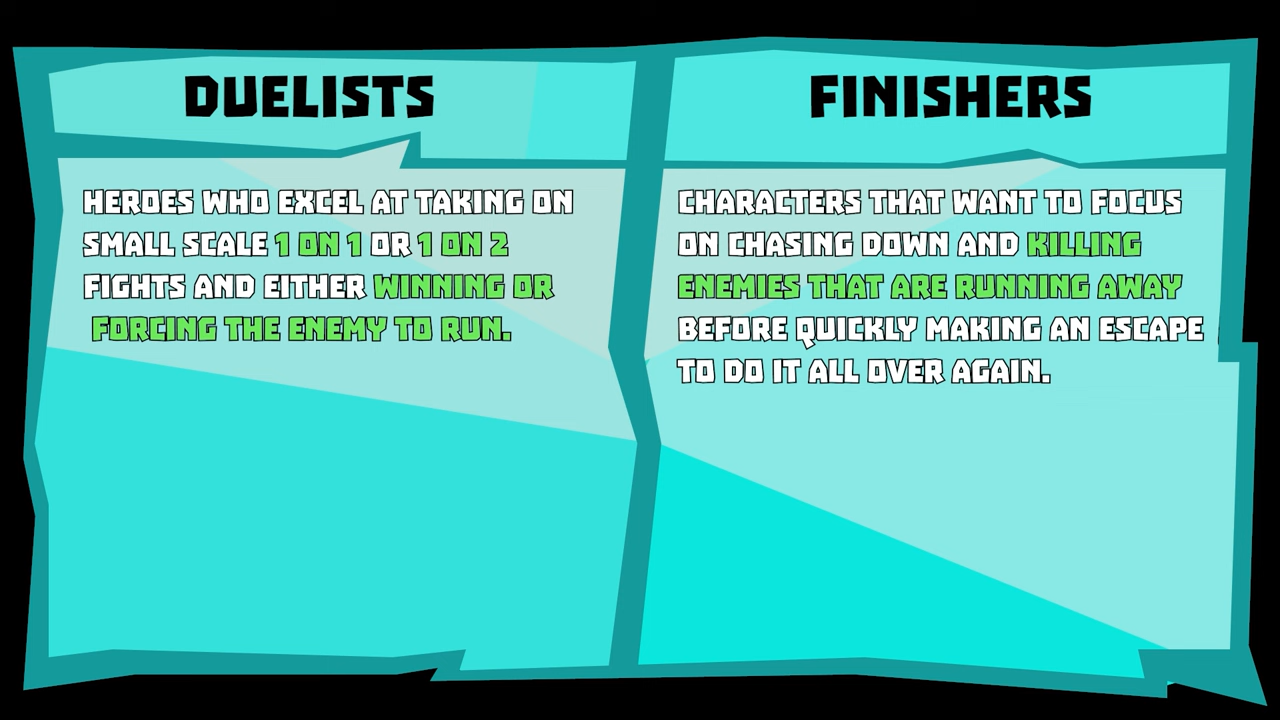 DUELISTS
HEROES WHO EXCEL AT TAKING ON
SMALL SCALE 1 ON 1 OR 1 ON 2
FIGHTS AND EITHER WINNING OR
FORCING THE ENEMY TO RUN.
FINISHERS
CHARACTERS THAT WANT TO FOCUS
ON CHASING DOWN AND KILLING
ENEMIES THAT ARE RUNNING AWAY
BEFORE QUICKLY MAKING AN ESCAPE
TO DO IT ALL OVER AGAIN.